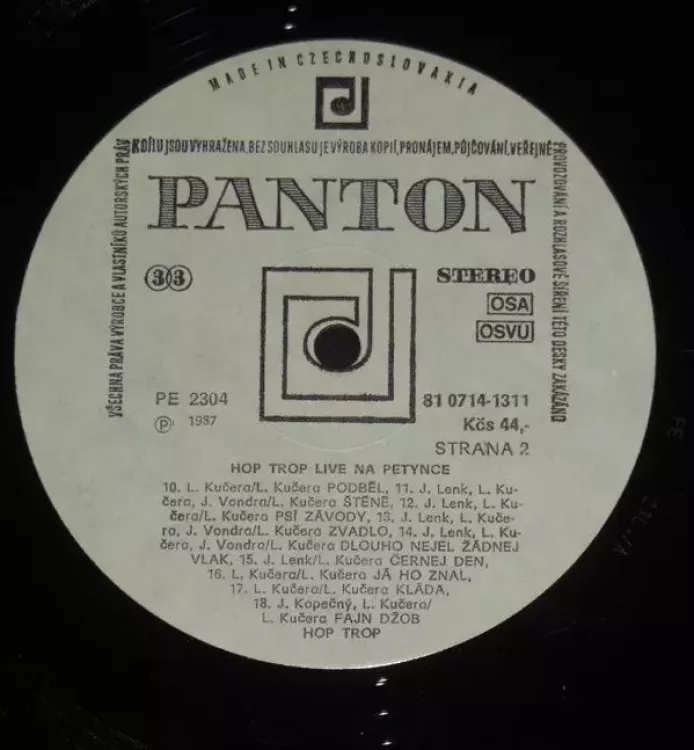 MADE IN CZECHOSLOVAKIA
VŠECHNA PRÁVA VÝROBCE A VLASTNÍKŮ AUTORSKÝCH PRÁV K DÍLU JSOU VYHRAŽENA, BEZ SOUHLASU JE VÝROBA KOPIÍ, PRONÁJEM, PŮJČOVÁNÍ, VEŘEJNÉ PROVOZOVÁNÍ A ROZHLASOVÉ ŠÍŘENÍ TÉTO DESKY ZAKÁZÁNO
PANTON
33
STEREO
OSA
OSVU
PE 2304
81 0714-1311
Ⓟ 1987
Kčs 44,-
STRANA 2
HOP TROP LIVE NA PETYNCE
10. L. Kučera/L. Kučera PODBĚL, 11. J. Lenk, L. Ku-
čera, J. Vondra/L. Kučera ŠTĚNĚ, 12. J. Lenk, L. Ku-
čera/L. Kučera PSÍ ZÁVODY, 13. J. Lenk, L. Kuče-
ra, J. Vondra/L. Kučera ZVADLO, 14. J. Lenk, L. Ku-
čera, J. Vondra/L. Kučera DLOUHO NEJEL ŽÁDNEJ
VLAK, 15. J. Lenk/L. Kučera ČERNEJ DEN,
16. L. Kučera/L. Kučera JÁ HO ZNAL,
17. L. Kučera/L. Kučera KLÁDA,
18. J. Kopečný, L. Kučera/
L. Kučera FAJN DŽOB
HOP TROP